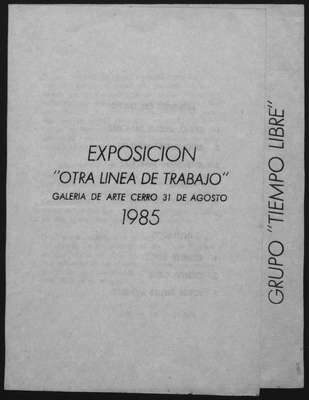 EXPOSICION
"OTRA LINEA DE TRABAJO"
GALERIA DE ARTE CERRO 31 DE AGOSTO
1985
GRUPO "TIEMPO LIBRE"